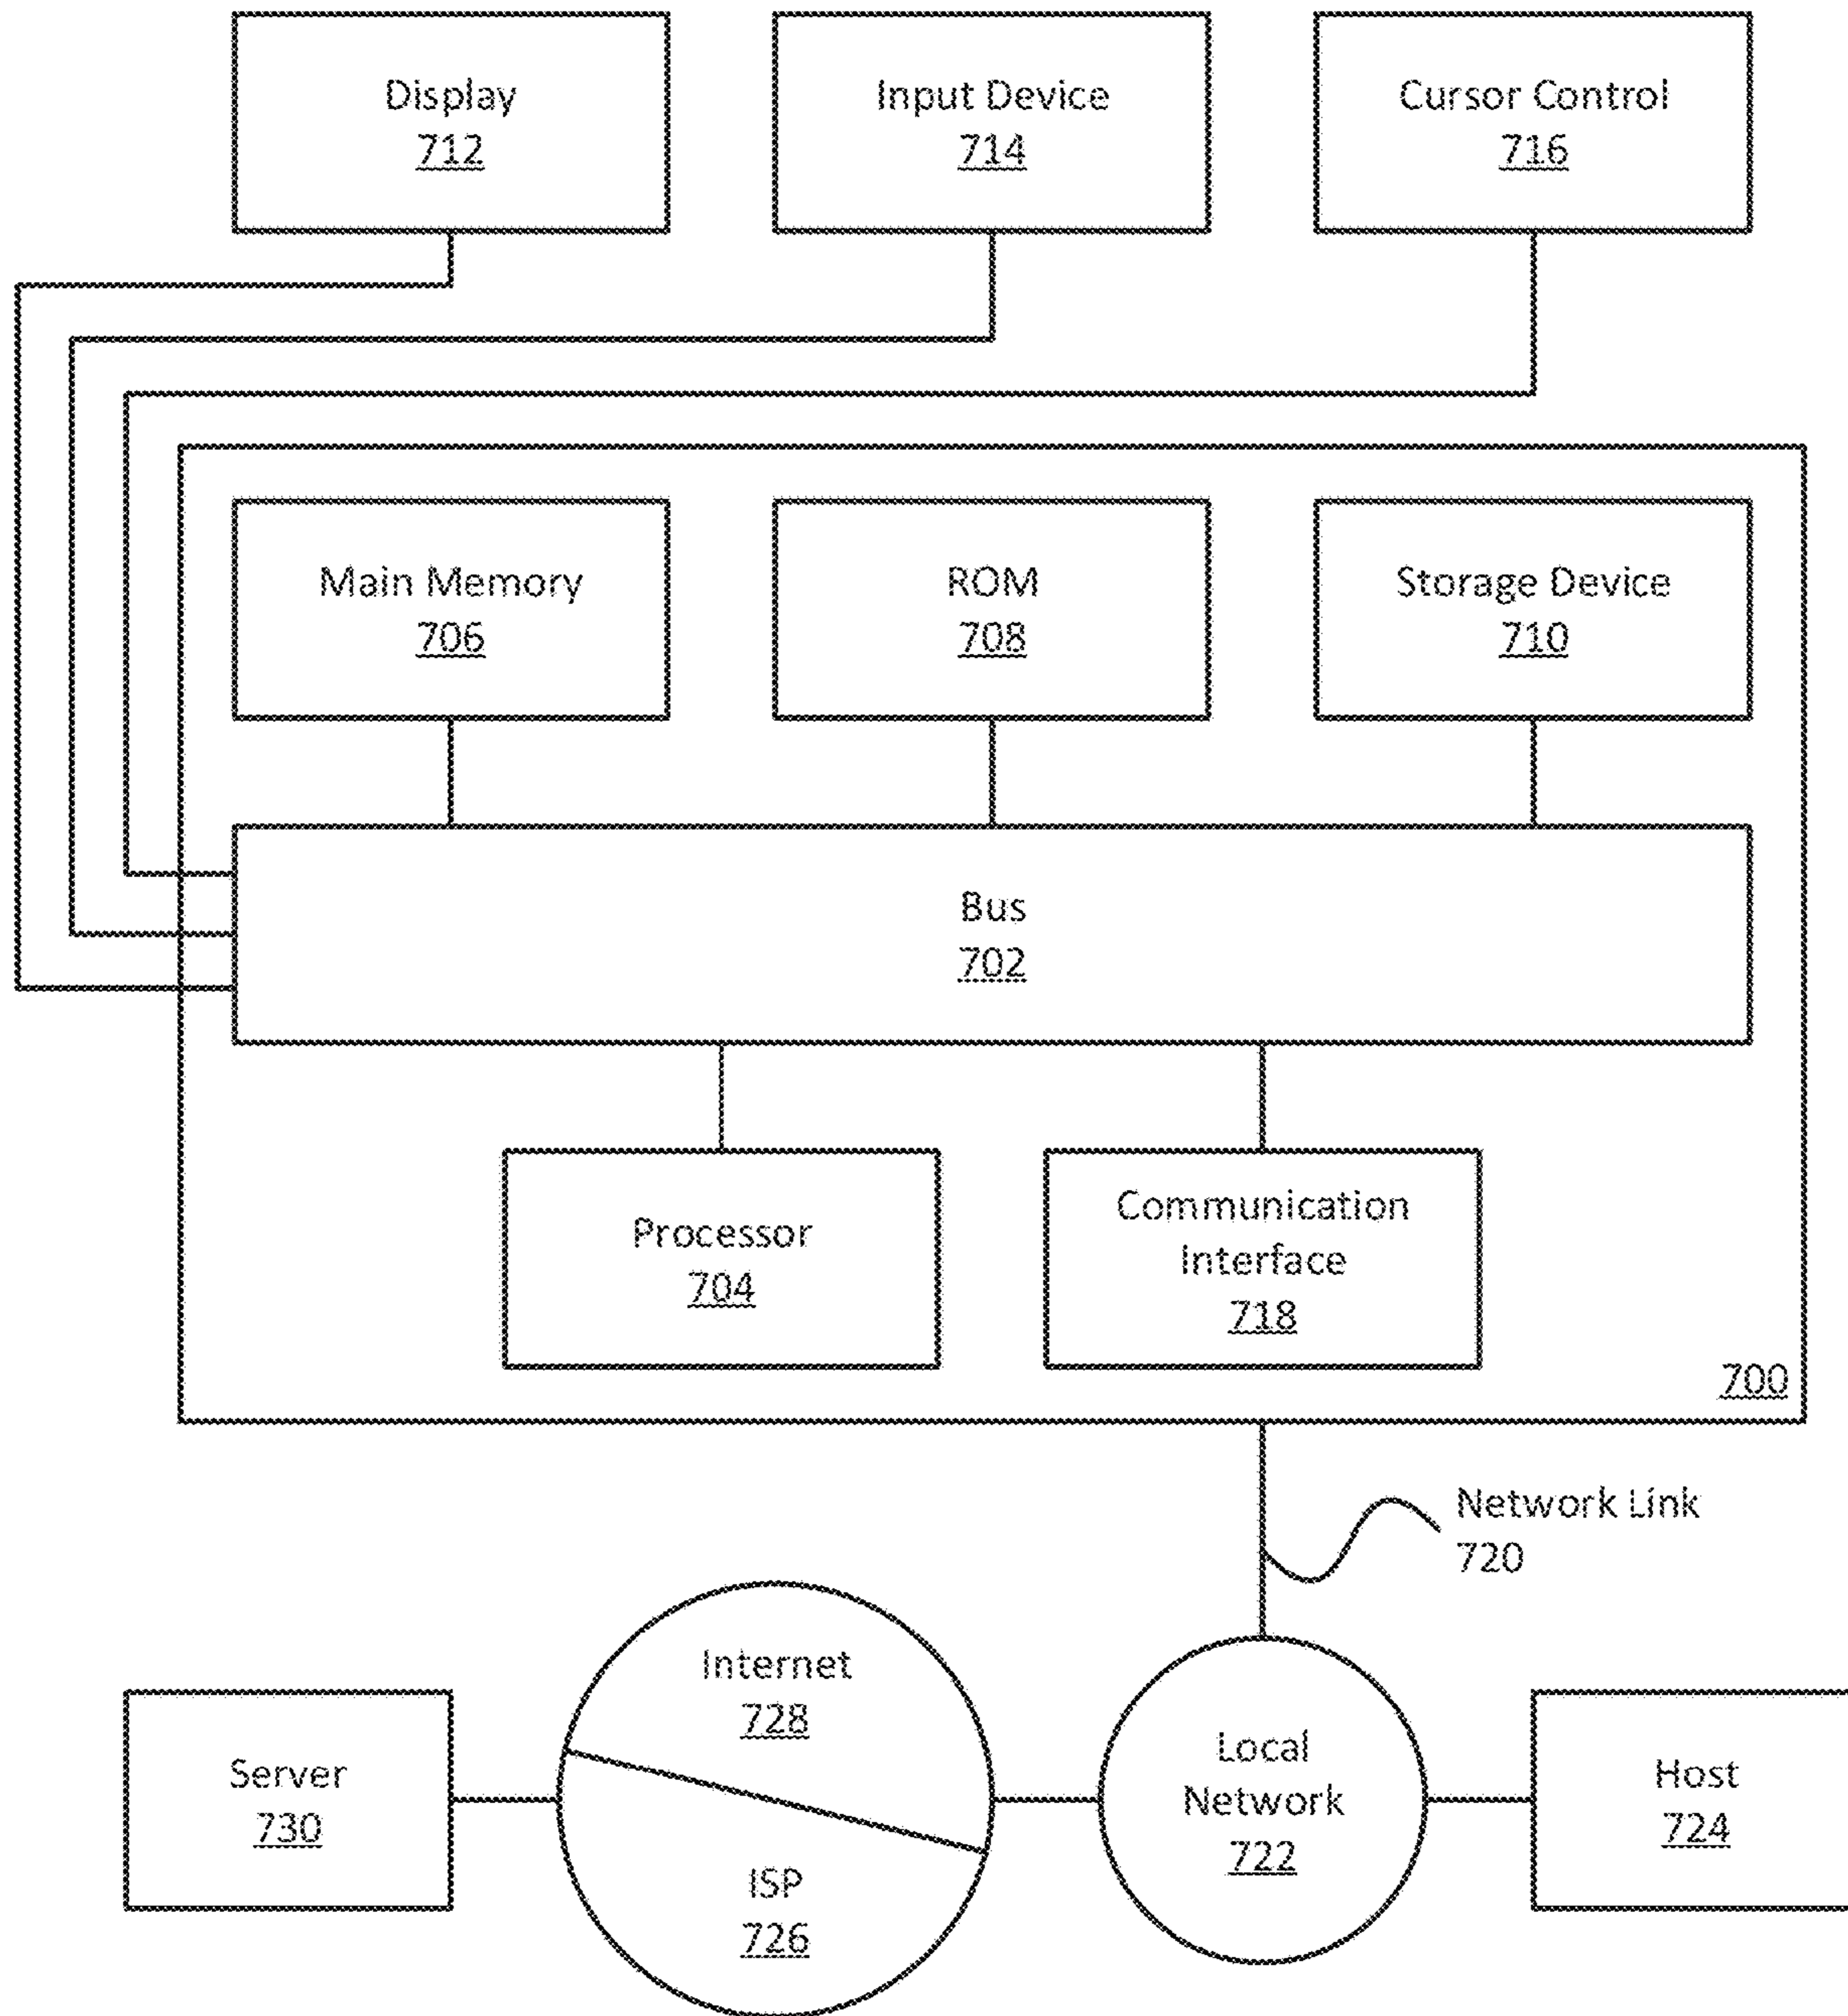 Display
712
Input Device
714
Cursor Control
716
Main Memory
706
ROM
708
Storage Device
710
Bus
702
Processor
704
Communication
Interface
718
700
Network Link
720
Internet
728
ISP
726
Server
730
Local
Network
722
Host
724